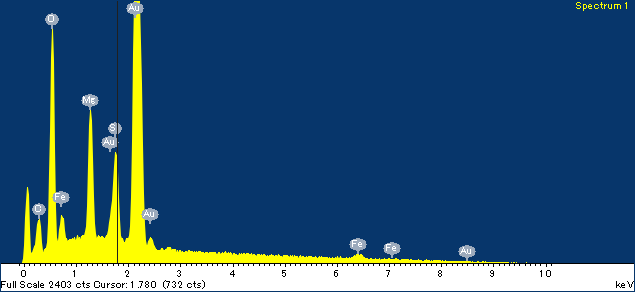 Spectrum 1
Au
O
Mg
Si
Au
Fe
C
Au
Fe
Fe
Au
0 1 2 3 4 5 6 7 8 9 10
Full Scale 2403 cts Cursor: 1.780 (732 cts)
keV